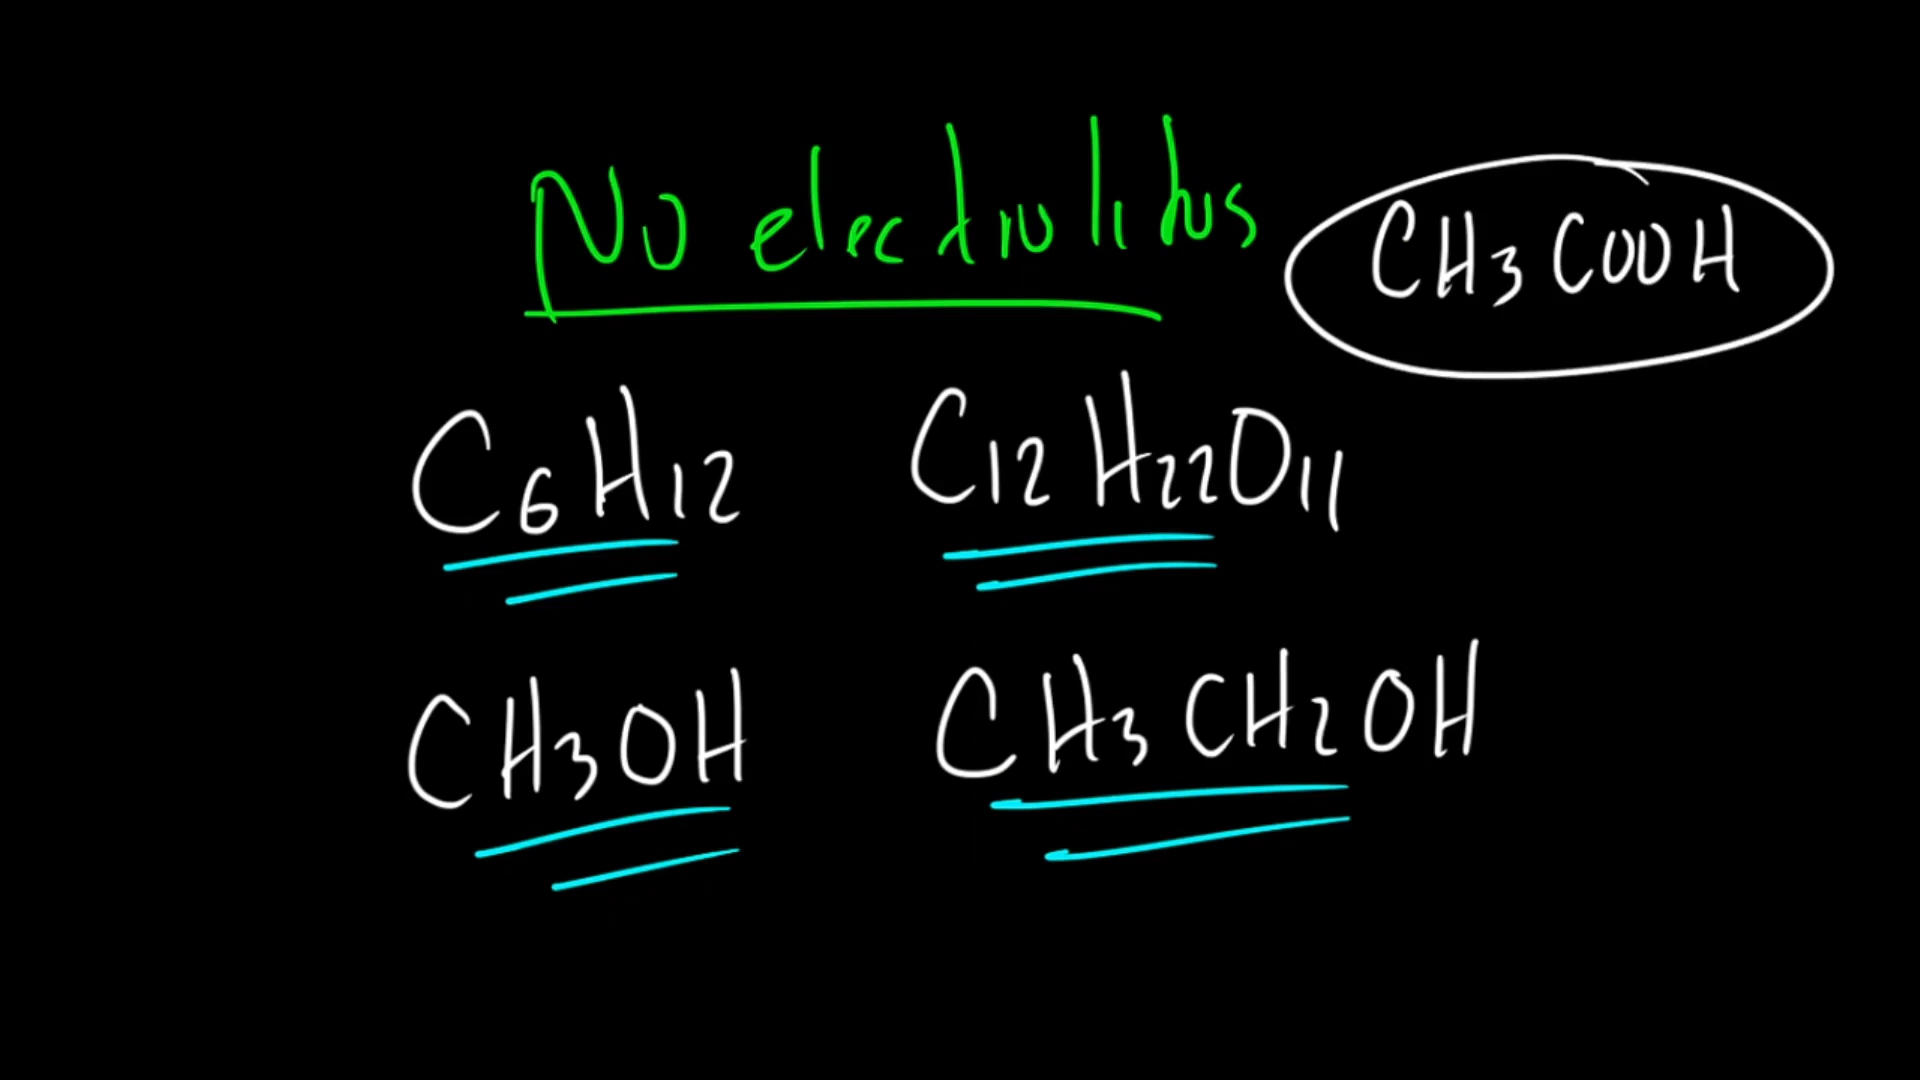 No electrolitos
CH3COOH
C6H12 C12H22O11
CH3OH CH3CH2OH